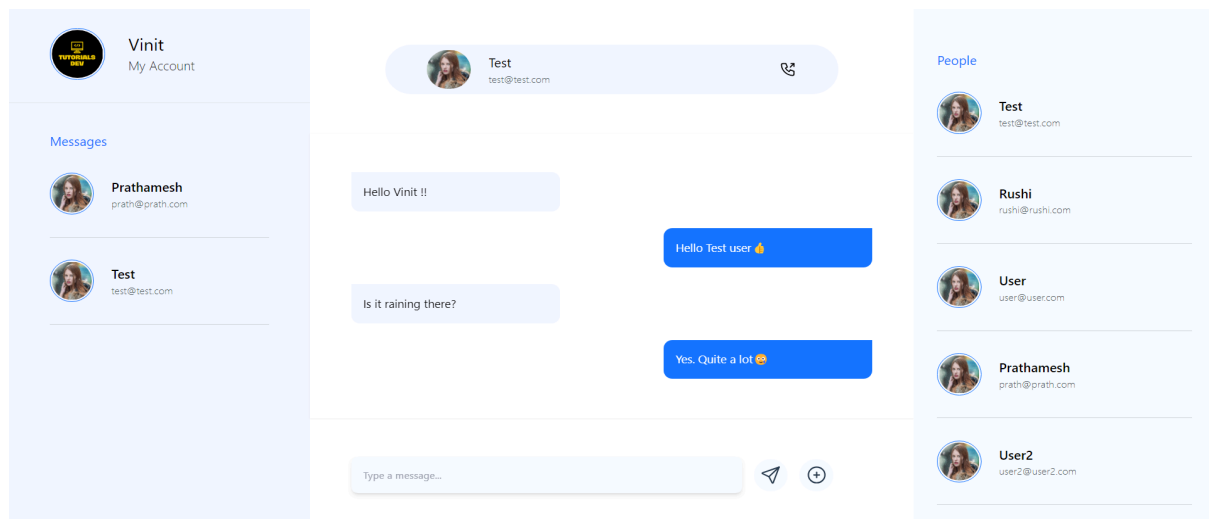 TUTORIALS
DEV
Vinit
My Account
Messages
Prathamesh
prath@prath.com
Test
test@test.com
Test
test@test.com
Hello Vinit !!
Hello Test user 👍
Is it raining there?
Yes. Quite a lot 😅
Type a message...
People
Test
test@test.com
Rushi
rushi@rushi.com
User
user@user.com
Prathamesh
prath@prath.com
User2
user2@user2.com